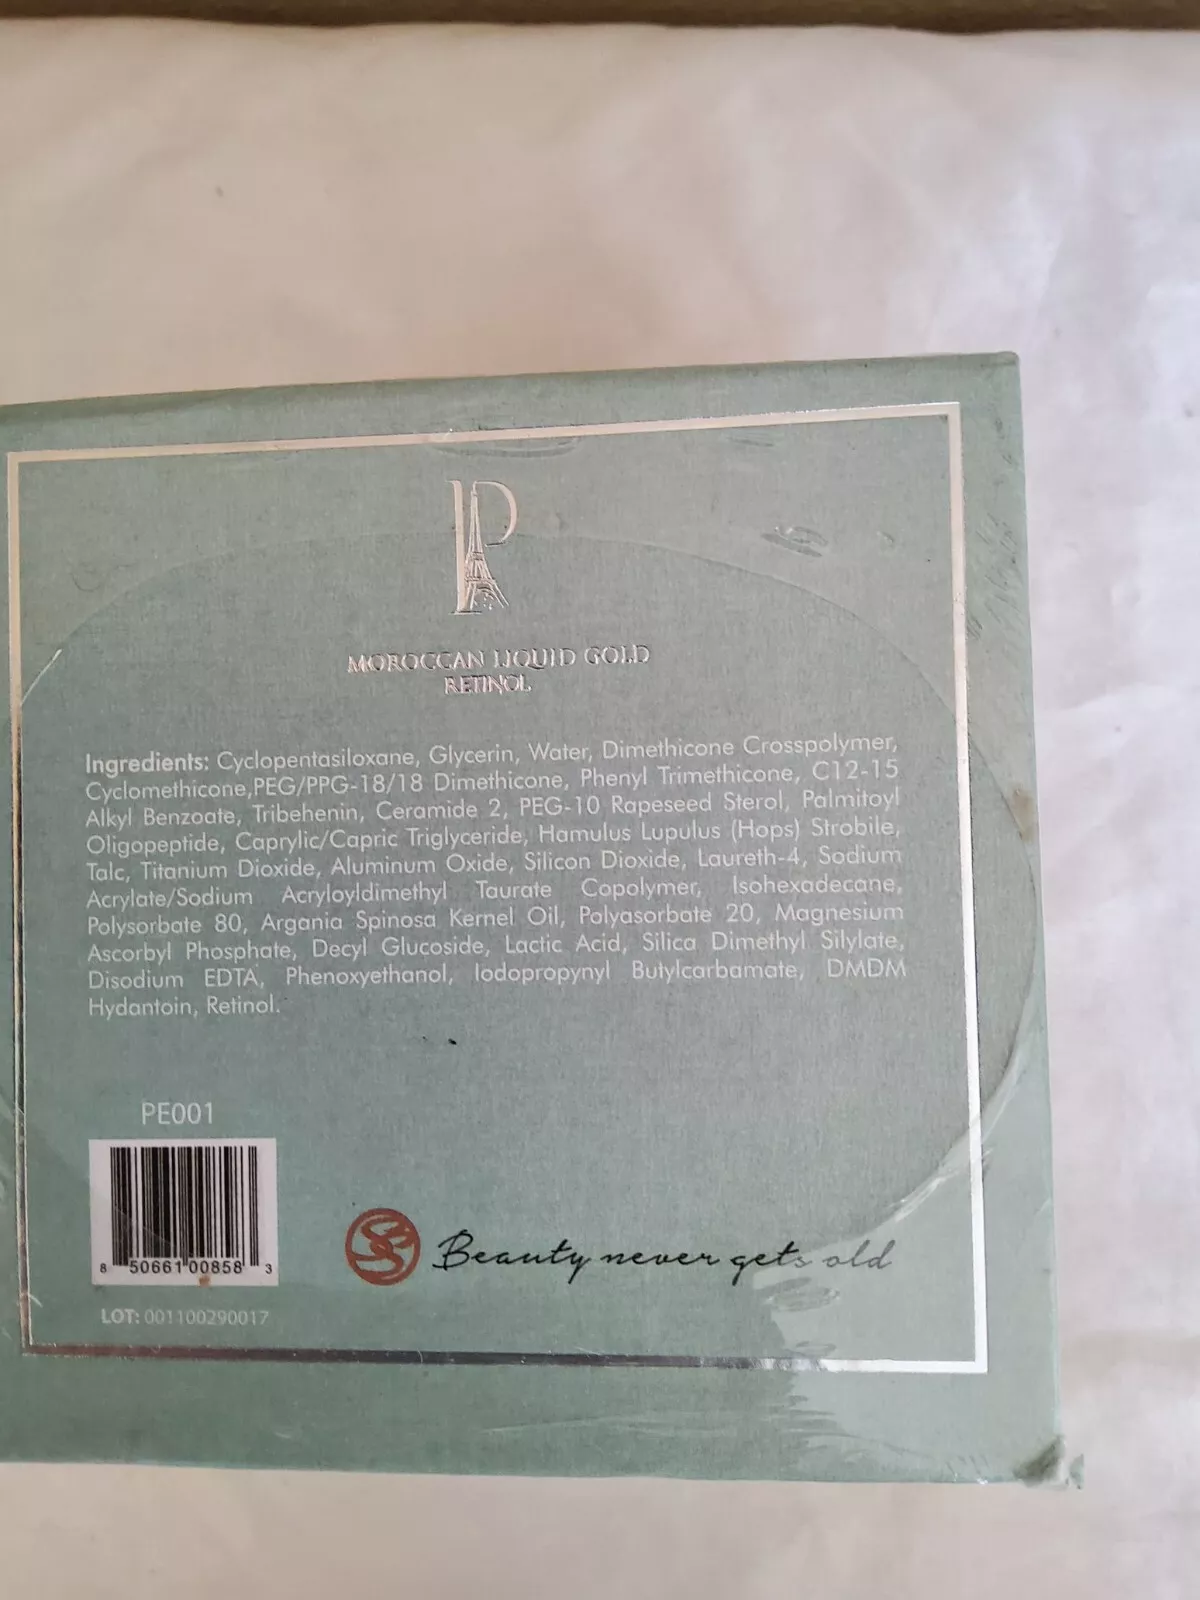 P
MOROCCAN LIQUID GOLD
RETINOL
Ingredients: Cyclopentasiloxane, Glycerin, Water, Dimethicone Crosspolymer,
Cyclomethicone,PEG/PPG-18/18 Dimethicone, Phenyl Trimethicone, C12-15
Alkyl Benzoate, Tribehenin, Ceramide 2, PEG-10 Rapeseed Sterol, Palmitoyl
Oligopeptide, Caprylic/Capric Triglyceride, Hamulus Lupulus (Hops) Strobile,
Talc, Titanium Dioxide, Aluminum Oxide, Silicon Dioxide, Laureth-4, Sodium
Acrylate/Sodium Acryloyldimethyl Taurate Copolymer, Isohexadecane,
Polysorbate 80, Argania Spinosa Kernel Oil, Polyasorbate 20, Magnesium
Ascorbyl Phosphate, Decyl Glucoside, Lactic Acid, Silica Dimethyl Silylate,
Disodium EDTA, Phenoxyethanol, Iodopropynyl Butylcarbamate, DMDM
Hydantoin, Retinol.
PE001
8 50661 00858 3
Beauty never gets old
LOT: 001100290017